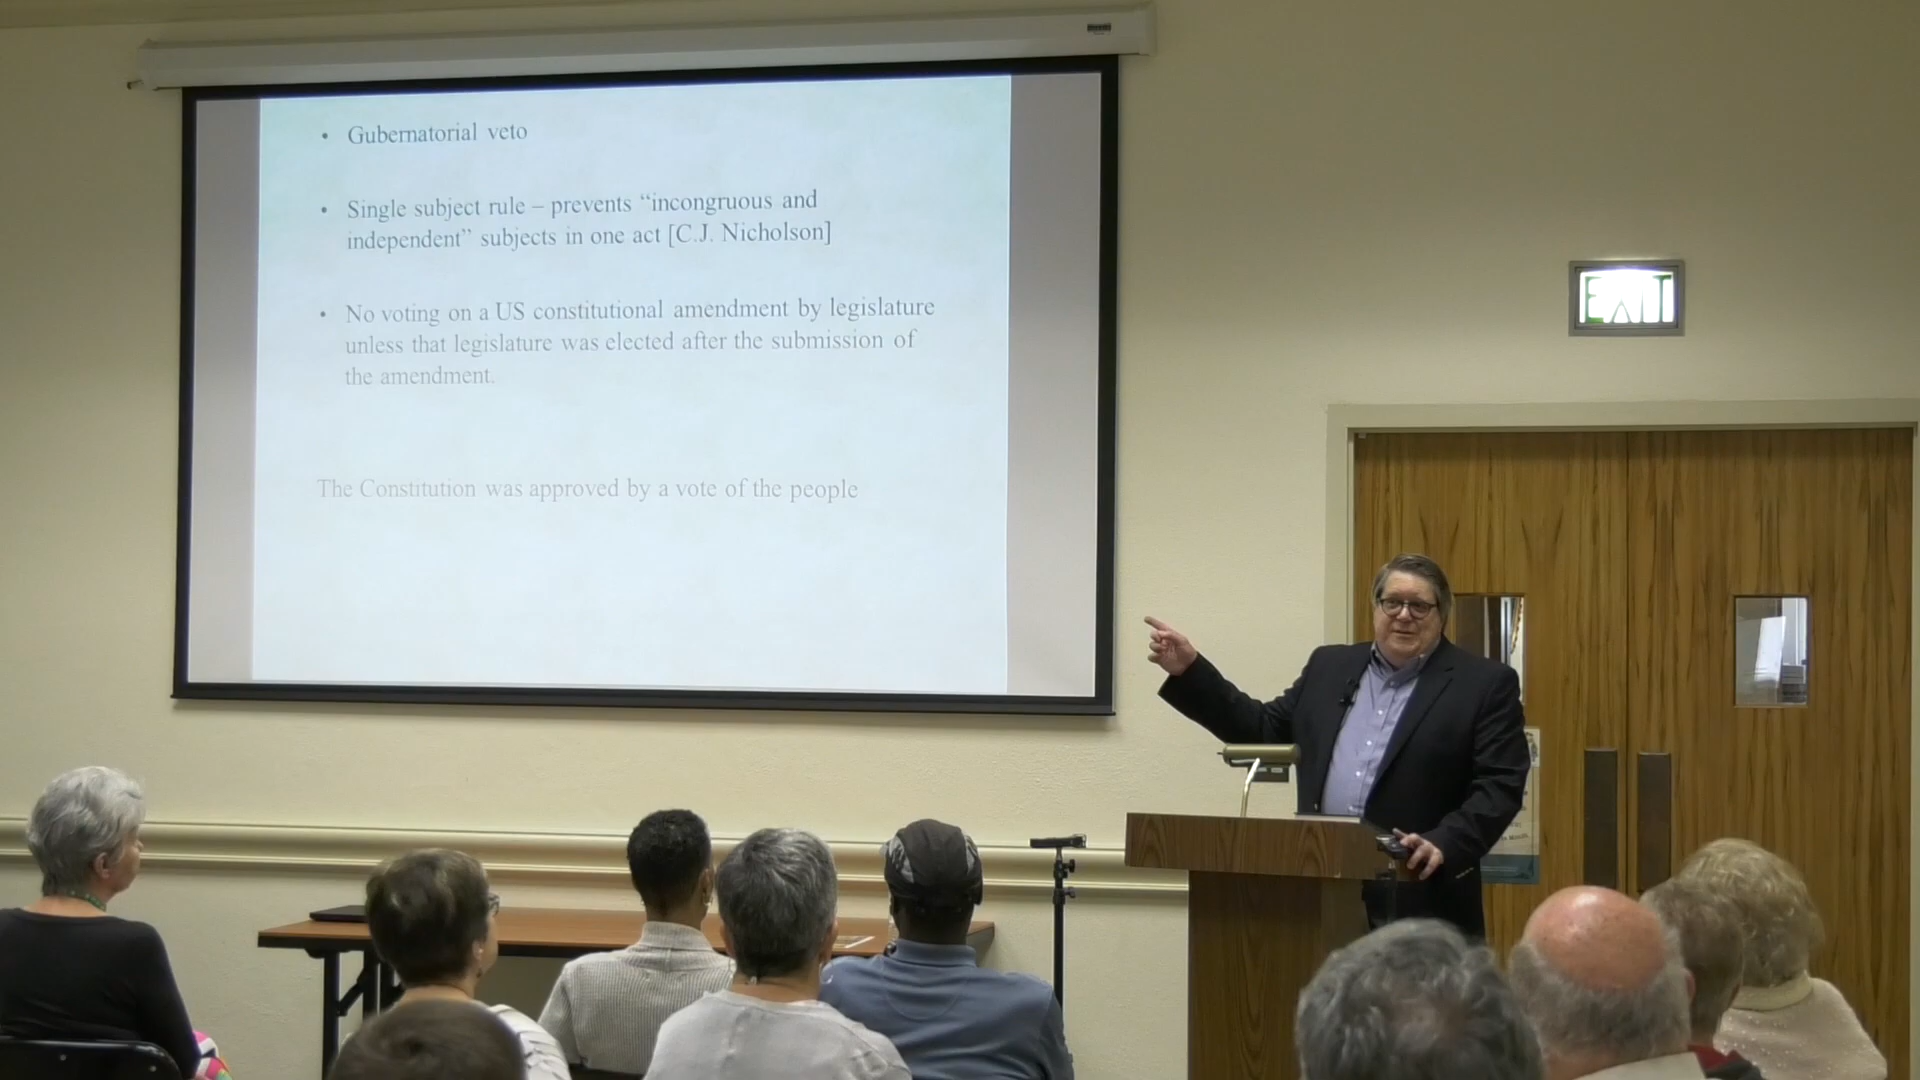 • Gubernatorial veto
• Single subject rule – prevents “incongruous and
independent” subjects in one act [C.J. Nicholson]
• No voting on a US constitutional amendment by legislature
unless that legislature was elected after the submission of
the amendment.
The Constitution was approved by a vote of the people
EXIT